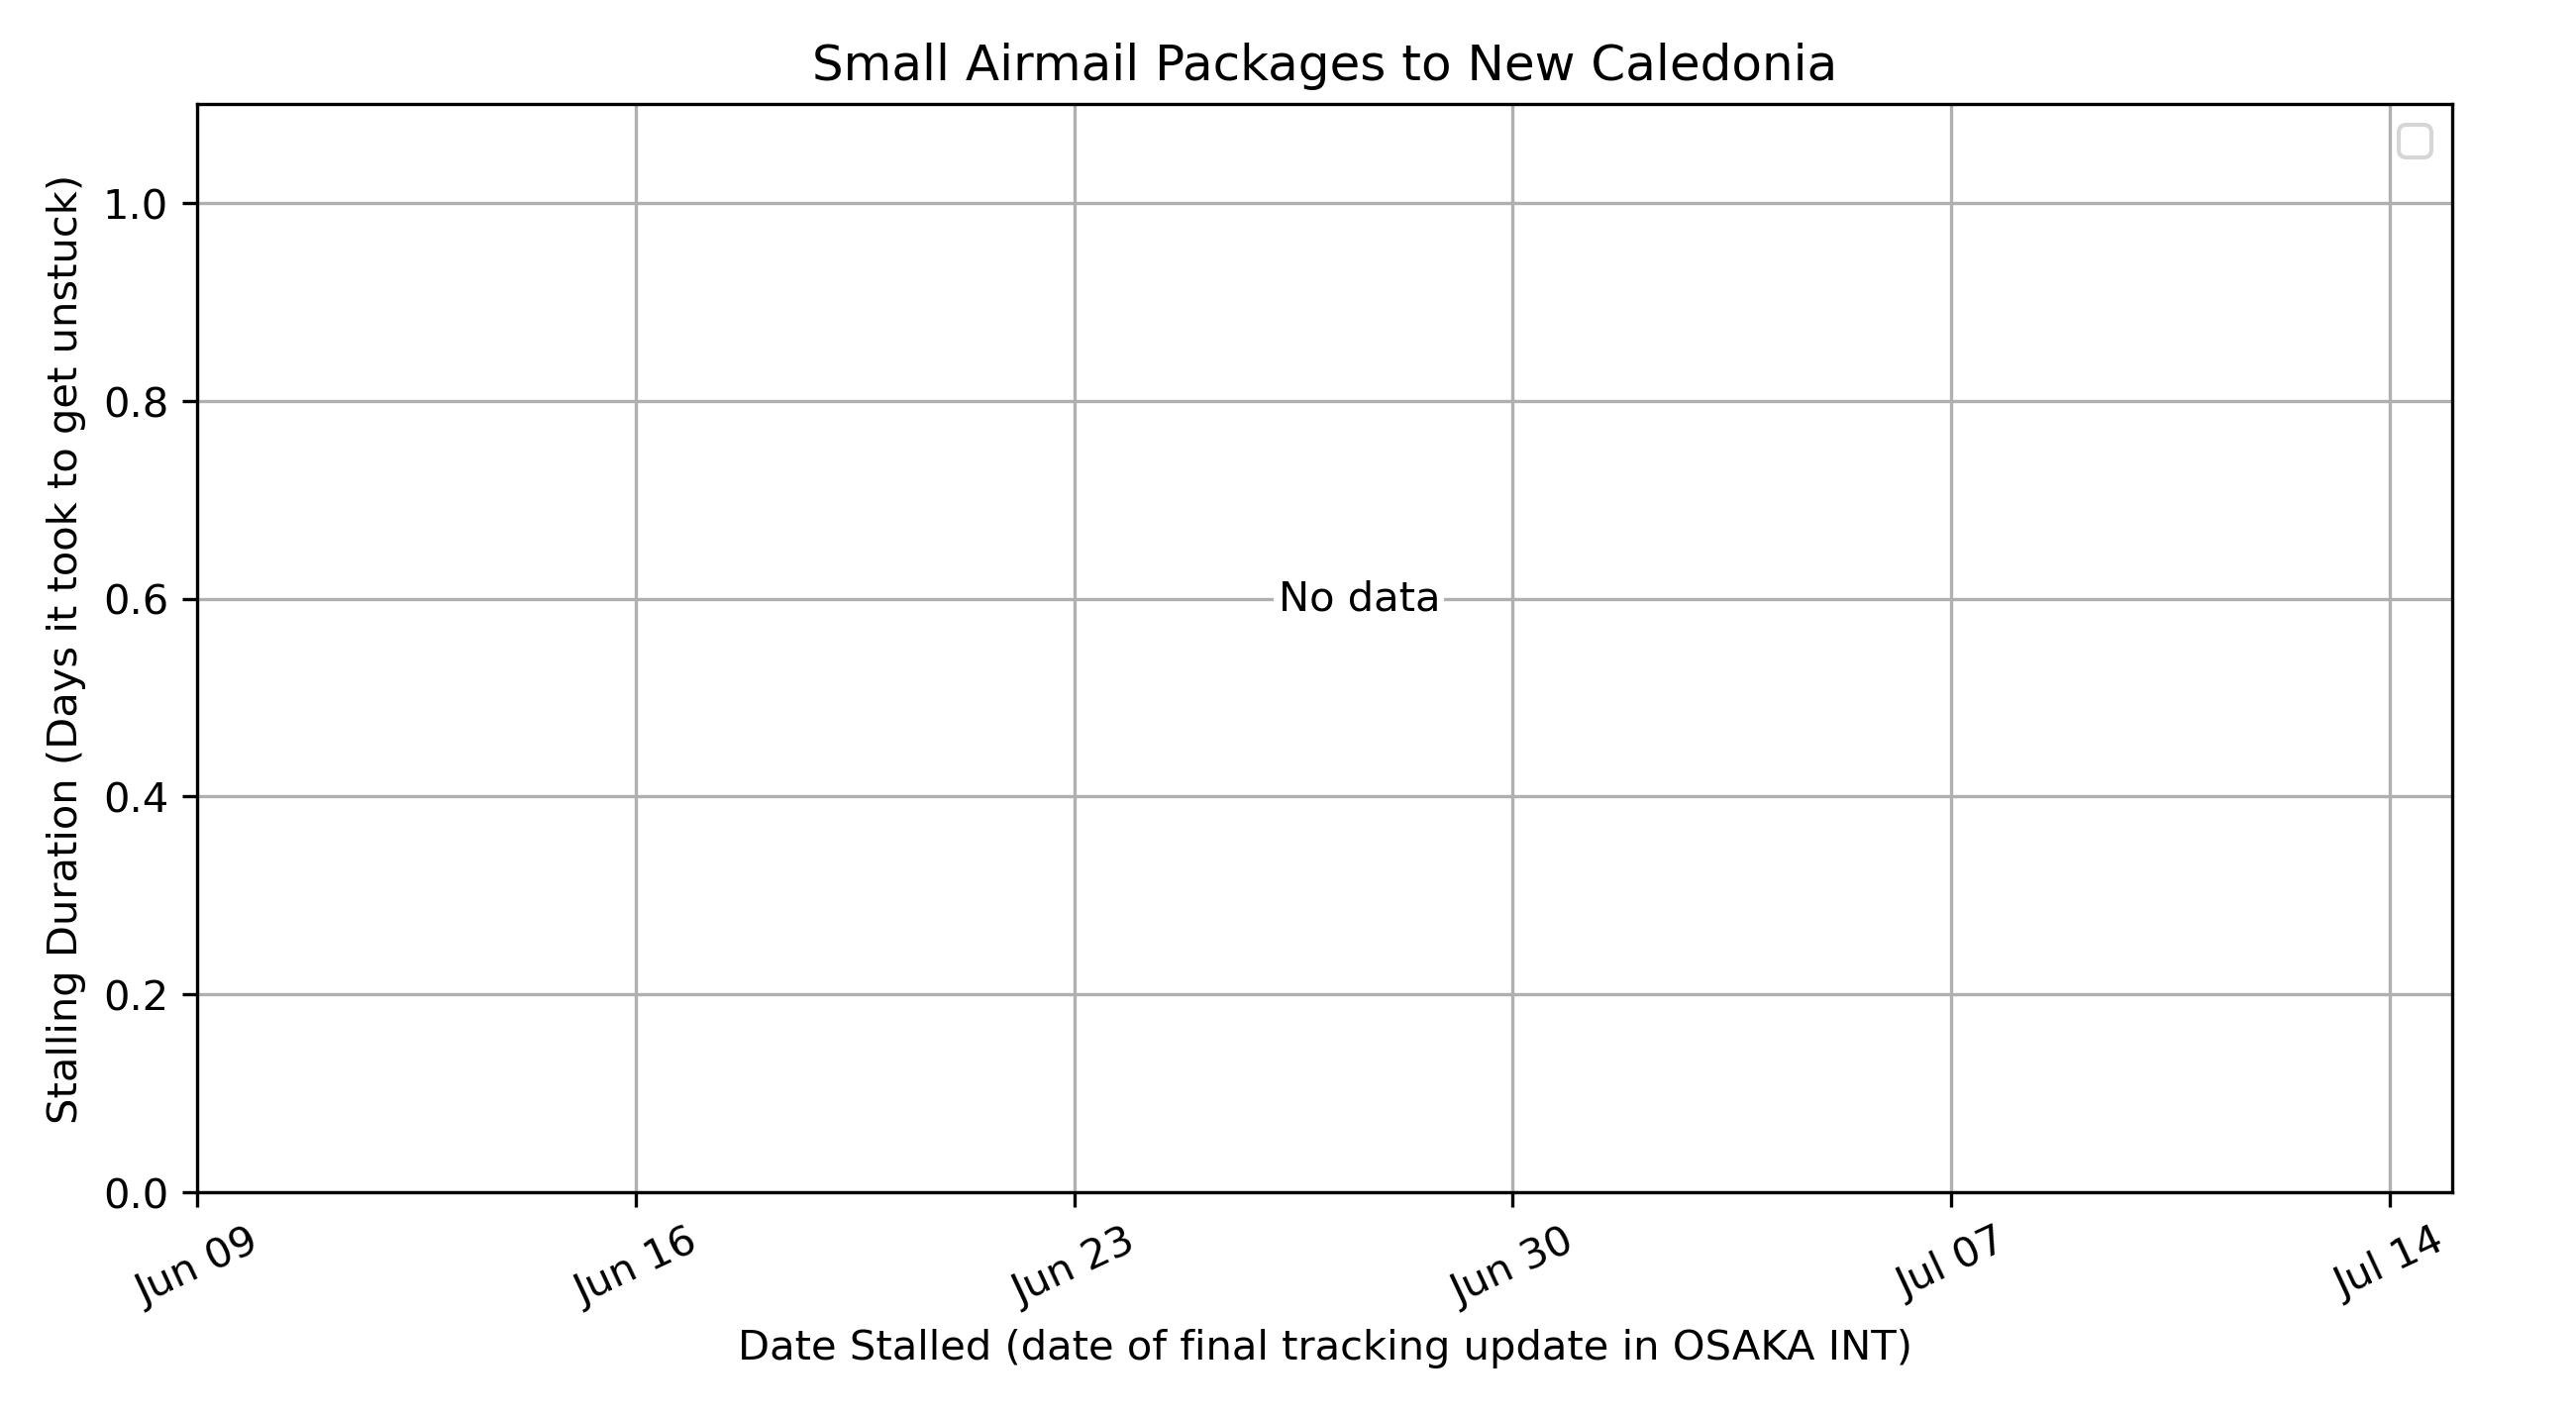 Small Airmail Packages to New Caledonia
Stalling Duration (Days it took to get unstuck)
1.0
0.8
0.6
0.4
0.2
0.0
No data
Jun 09
Jun 16
Jun 23
Jun 30
Jul 07
Jul 14
Date Stalled (date of final tracking update in OSAKA INT)